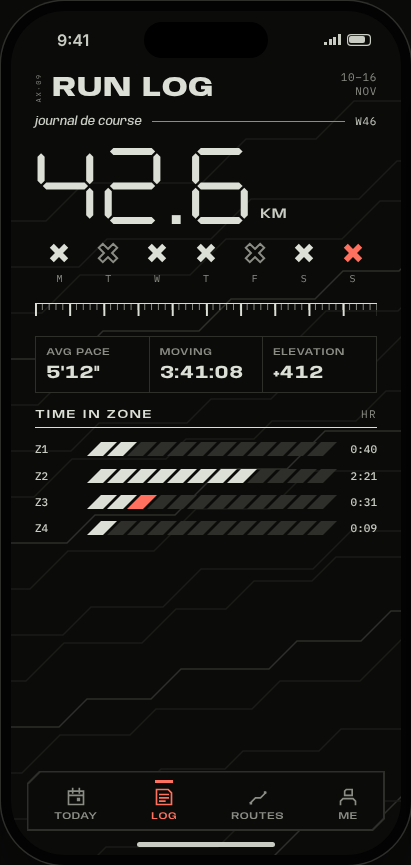 9:41
AX-09
RUN LOG
10-16
NOV
journal de course
W46
42.6
KM
M T W T F S S
AVG PACE MOVING ELEVATION
5'12" 3:41:08 +412
TIME IN ZONE HR
Z1 0:40
Z2 2:21
Z3 0:31
Z4 0:09
TODAY LOG ROUTES ME